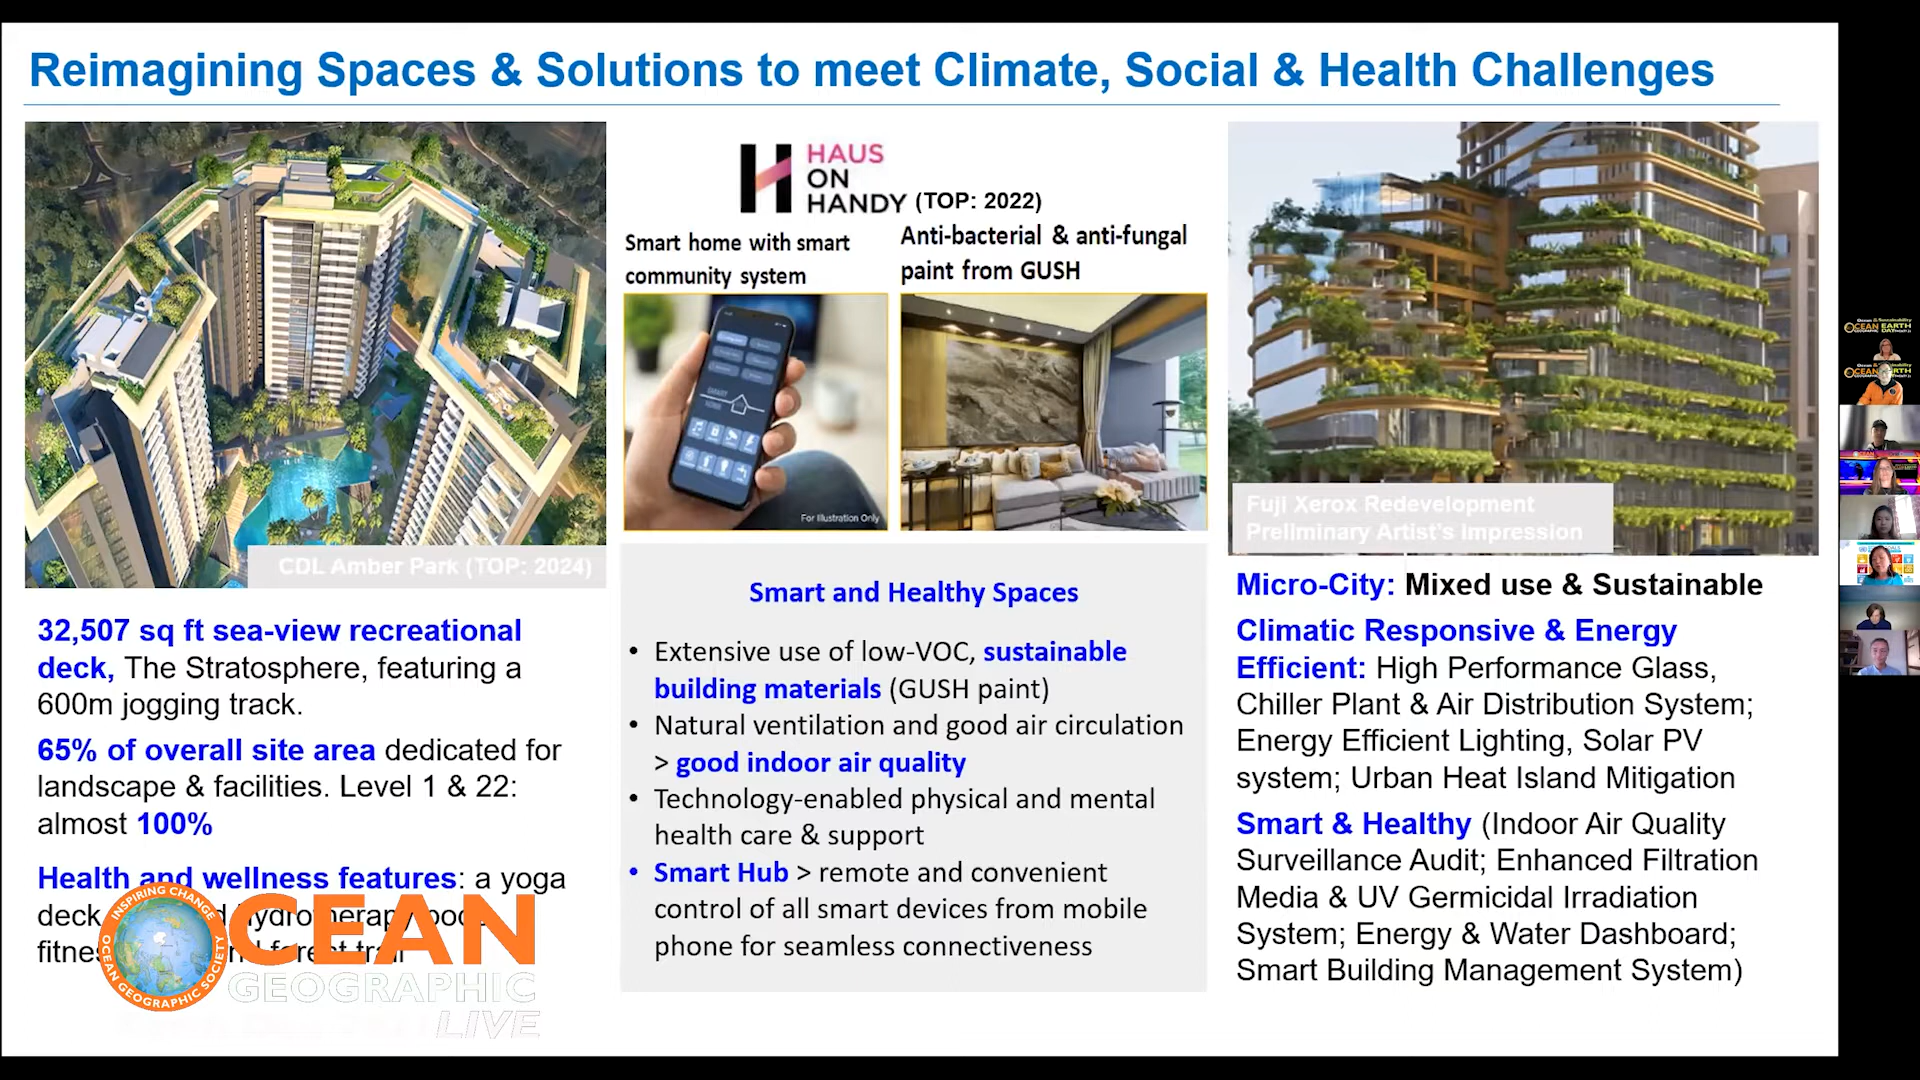 Reimagining Spaces & Solutions to meet Climate, Social & Health Challenges
CDL Amber Park (TOP: 2024)
32,507 sq ft sea-view recreational
deck, The Stratosphere, featuring a
600m jogging track.
65% of overall site area dedicated for
landscape & facilities. Level 1 & 22:
almost 100%
Health and wellness features: a yoga
deck
INSPIRING CHANGE
OCEAN GEOGRAPHIC SOCIETY
OCEAN
GEOGRAPHIC
LIVE
HAUS
ON
HANDY (TOP: 2022)
Smart home with smart
community system
Anti-bacterial & anti-fungal
paint from GUSH
SMART
HOME
For Illustration Only
Smart and Healthy Spaces
• Extensive use of low-VOC, sustainable
building materials (GUSH paint)
• Natural ventilation and good air circulation
> good indoor air quality
• Technology-enabled physical and mental
health care & support
• Smart Hub > remote and convenient
control of all smart devices from mobile
phone for seamless connectiveness
Fuji Xerox Redevelopment
Preliminary Artist's Impression
Micro-City: Mixed use & Sustainable
Climatic Responsive & Energy
Efficient: High Performance Glass,
Chiller Plant & Air Distribution System;
Energy Efficient Lighting, Solar PV
system; Urban Heat Island Mitigation
Smart & Healthy (Indoor Air Quality
Surveillance Audit; Enhanced Filtration
Media & UV Germicidal Irradiation
System; Energy & Water Dashboard;
Smart Building Management System)